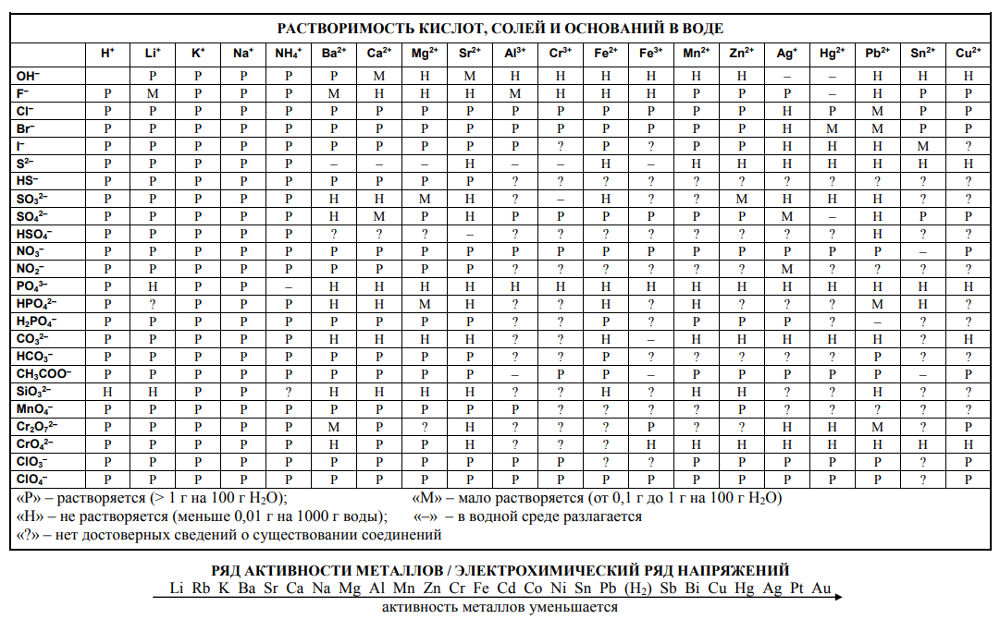 РАСТВОРИМОСТЬ КИСЛОТ, СОЛЕЙ И ОСНОВАНИЙ В ВОДЕ
H⁺ Li⁺ K⁺ Na⁺ NH₄⁺ Ba²⁺ Ca²⁺ Mg²⁺ Sr²⁺ Al³⁺ Cr³⁺ Fe²⁺ Fe³⁺ Mn²⁺ Zn²⁺ Ag⁺ Hg²⁺ Pb²⁺ Sn²⁺ Cu²⁺
OH⁻ Р Р Р Р Р М Н М Н Н Н Н Н Н – – Н Н Н
F⁻ Р М Р Р Р М Н Н Н М Н Н Н Р Р Р – Н Р Р
Cl⁻ Р Р Р Р Р Р Р Р Р Р Р Р Р Р Р Н Р М Р Р
Br⁻ Р Р Р Р Р Р Р Р Р Р Р Р Р Р Р Н М М Р Р
I⁻ Р Р Р Р Р Р Р Р Р Р ? Р ? Р Р Н Н Н М ?
S²⁻ Р Р Р Р Р – – – Н – – Н – Н Н Н Н Н Н Н
HS⁻ Р Р Р Р Р Р Р Р Р ? ? ? ? ? ? ? ? ? ? ?
SO₃²⁻ Р Р Р Р Р Н Н М Н ? – Н ? ? М Н Н Н ? ?
SO₄²⁻ Р Р Р Р Р Н М Р Н Р Р Р Р Р Р М – Н Р Р
HSO₄⁻ Р Р Р Р Р ? ? ? – ? ? ? ? ? ? ? ? Н ? ?
NO₃⁻ Р Р Р Р Р Р Р Р Р Р Р Р Р Р Р Р Р Р – Р
NO₂⁻ Р Р Р Р Р Р Р Р Р ? ? ? ? ? ? М ? ? ? ?
PO₄³⁻ Р Н Р Р – Н Н Н Н Н Н Н Н Н Н Н Н Н Н Н
HPO₄²⁻ Р ? Р Р Р Н Н М Н ? ? Н ? Н ? ? ? М Н ?
H₂PO₄⁻ Р Р Р Р Р Р Р Р Р ? ? Р ? Р Р Р ? – ? ?
CO₃²⁻ Р Р Р Р Р Н Н Н Н ? ? Н – Н Н Н Н Н ? Н
HCO₃⁻ Р Р Р Р Р Р Р Р Р ? ? Р ? ? ? ? ? Р ? ?
CH₃COO⁻ Р Р Р Р Р Р Р Р Р – Р Р – Р Р Р Р Р – Р
SiO₃²⁻ Н Н Р Р ? Н Н Н Н ? ? Н ? Н Н ? ? Н ? ?
MnO₄⁻ Р Р Р Р Р Р Р Р Р Р ? ? ? ? Р ? ? ? ? ?
Cr₂O₇²⁻ Р Р Р Р Р М Р ? Н ? ? ? Р ? ? Н Н М ? Р
CrO₄²⁻ Р Р Р Р Р Н Р Р Н ? ? ? Н Н Н Н Н Н Н Н
ClO₃⁻ Р Р Р Р Р Р Р Р Р Р Р ? ? Р Р Р Р Р ? Р
ClO₄⁻ Р Р Р Р Р Р Р Р Р Р Р Р Р Р Р Р Р Р ? Р
«Р» – растворяется (> 1 г на 100 г H₂O); «М» – мало растворяется (от 0,1 г до 1 г на 100 г H₂O)
«Н» – не растворяется (меньше 0,01 г на 1000 г воды); «–» – в водной среде разлагается
«?» – нет достоверных сведений о существовании соединений
РЯД АКТИВНОСТИ МЕТАЛЛОВ / ЭЛЕКТРОХИМИЧЕСКИЙ РЯД НАПРЯЖЕНИЙ
Li Rb K Ba Sr Ca Na Mg Al Mn Zn Cr Fe Cd Co Ni Sn Pb (H₂) Sb Bi Cu Hg Ag Pt Au
активность металлов уменьшается